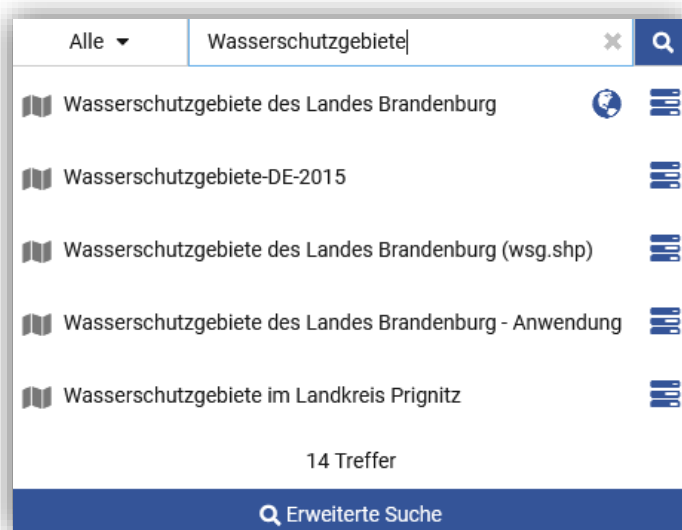 Alle Wasserschutzgebiete
Wasserschutzgebiete des Landes Brandenburg
Wasserschutzgebiete-DE-2015
Wasserschutzgebiete des Landes Brandenburg (wsg.shp)
Wasserschutzgebiete des Landes Brandenburg - Anwendung
Wasserschutzgebiete im Landkreis Prignitz
14 Treffer
Erweiterte Suche